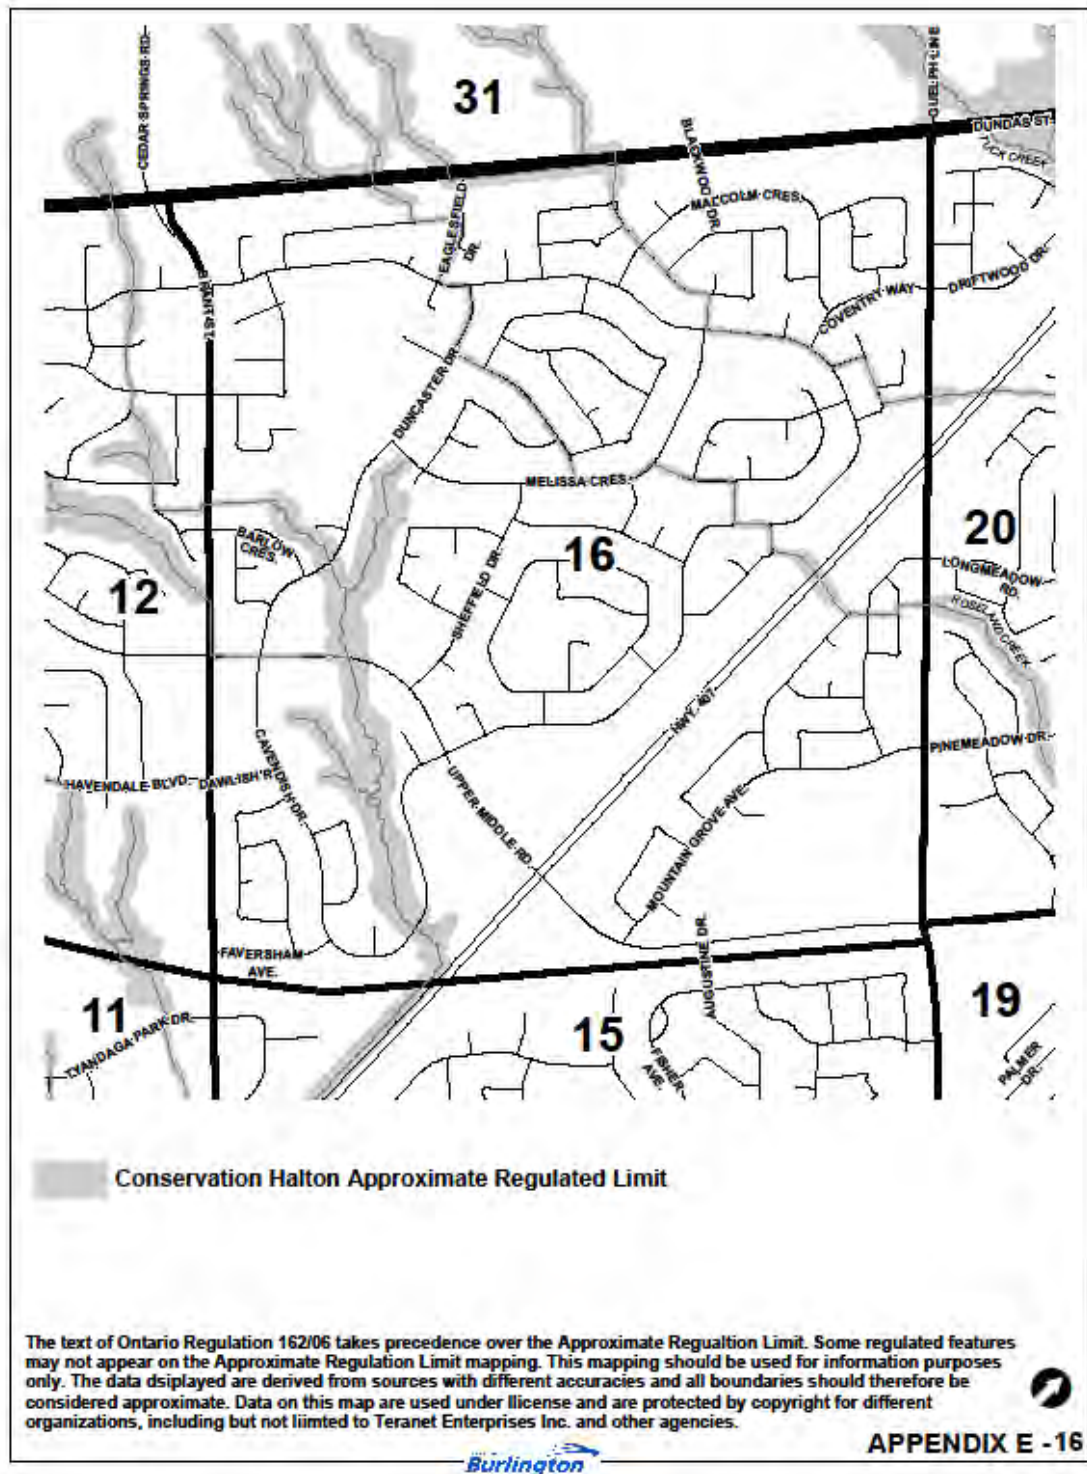 CEDAR SPRINGS RD
31
GUELPH LINE
DUNDAS ST.
TUCK CREEK
BLACKWOOD DR.
MALCOLM CRES.
EAGLESFIELD DR.
BRANT ST.
COVENTRY WAY
DRIFTWOOD DR.
DUNCASTER DR.
MELISSA CRES.
BARLOW
CRES.
16
20
12
SHEFFIELD DR.
LONGMEADOW
RD.
ROSELAND CREEK
HWY. 407
HAVENDALE BLVD.
DAWLISH
CAVENDISH DR.
UPPER MIDDLE RD.
PINEMEADOW DR.
MOUNTAIN GROVE AVE.
FAVERSHAM
AVE.
AUGUSTINE DR.
11
TYANDAGA PARK DR.
15
19
FISHER
AVE.
PALMER
DR.
Conservation Halton Approximate Regulated Limit
The text of Ontario Regulation 162/06 takes precedence over the Approximate Regualtion Limit. Some regulated features
may not appear on the Approximate Regulation Limit mapping. This mapping should be used for information purposes
only. The data dsiplayed are derived from sources with different accuracies and all boundaries should therefore be
considered approximate. Data on this map are used under llicense and are protected by copyright for different
organizations, including but not liimted to Teranet Enterprises Inc. and other agencies.
APPENDIX E - 16
Burlington